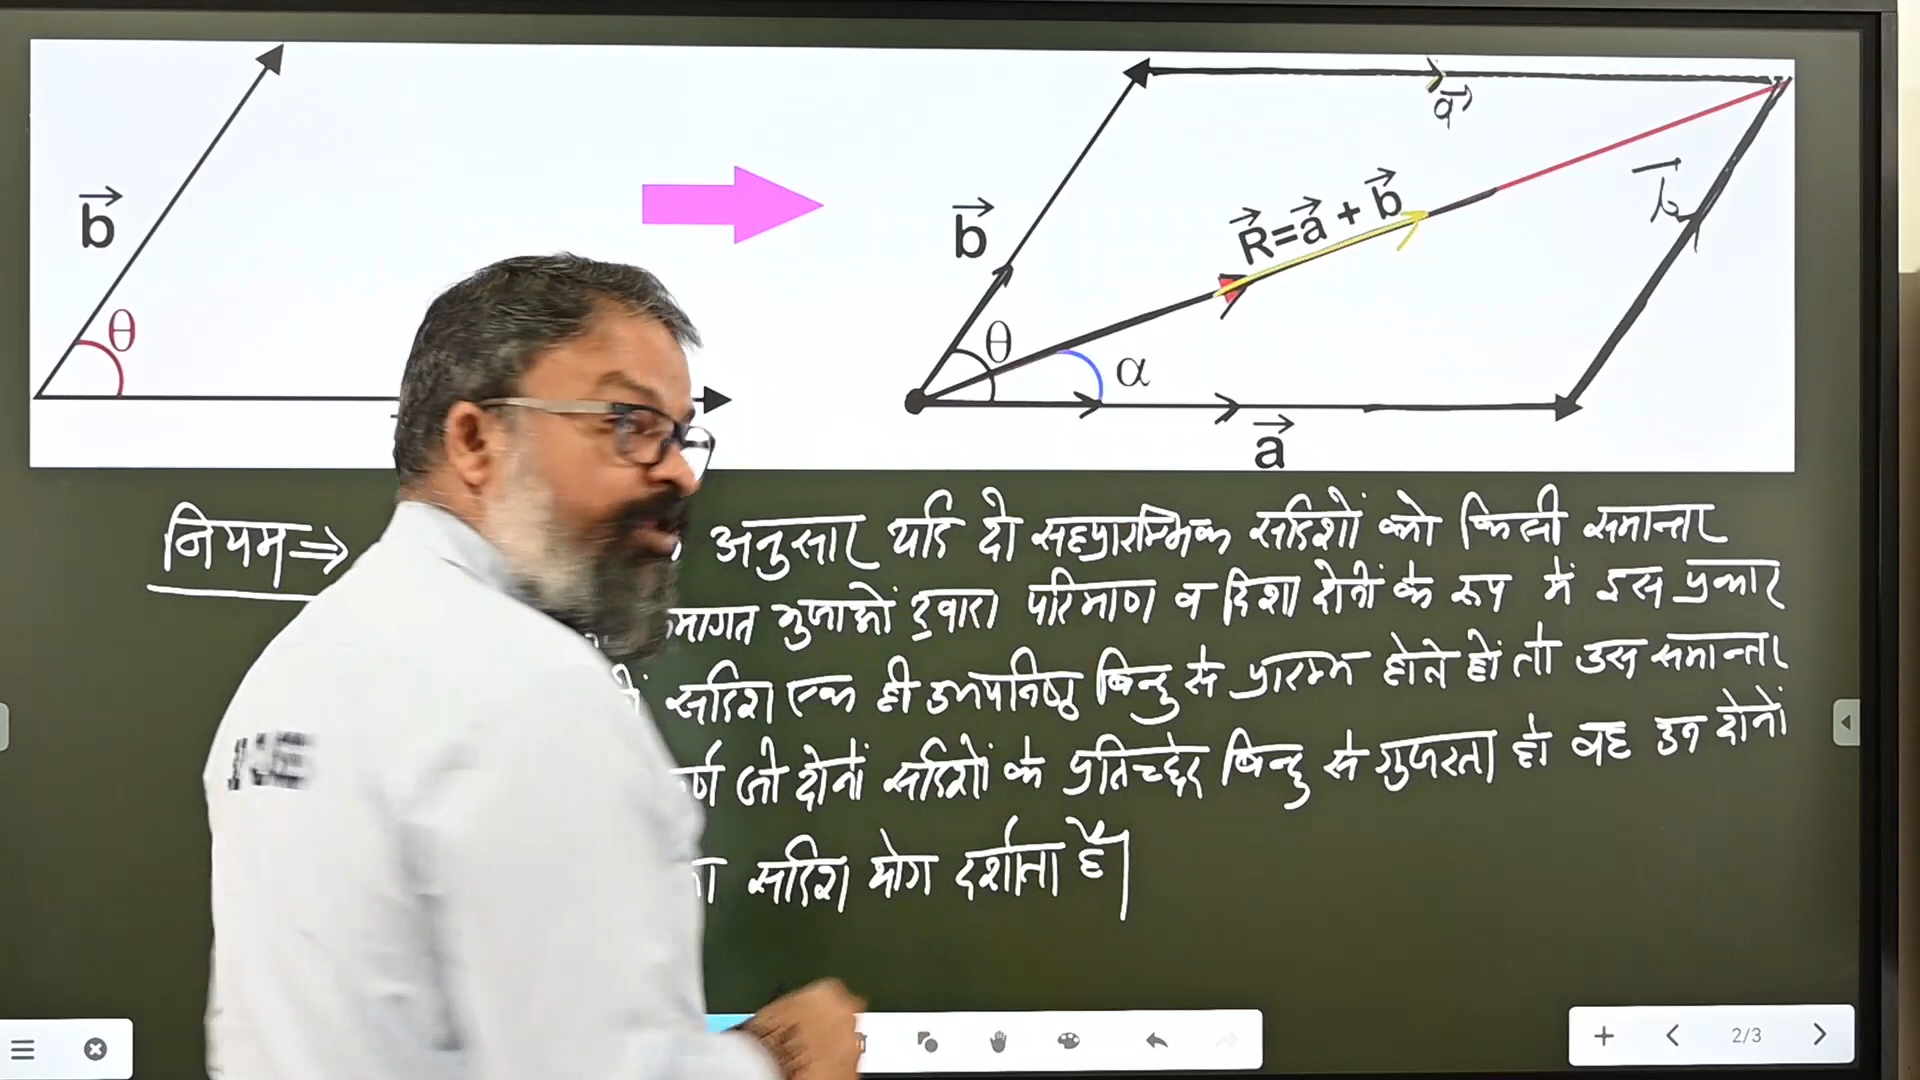 b
θ
b
θ
α
R=a + b
a
a
b
नियम⇒ अनुसार यदि दो सहप्रारम्भिक सदिशों को किसी समान्तर
क्रमागत भुजाओं द्वारा परिमाण व दिशा दोनों के रूप में इस प्रकार
सदिश एक ही उभयनिष्ठ बिन्दु से प्रारम्भ होते हों तो उस समान्तर
जो दोनों सदिशों के प्रतिच्छेद बिन्दु से गुजरता हो वह उन दोनों
सदिश योग दर्शाता है।
2/3